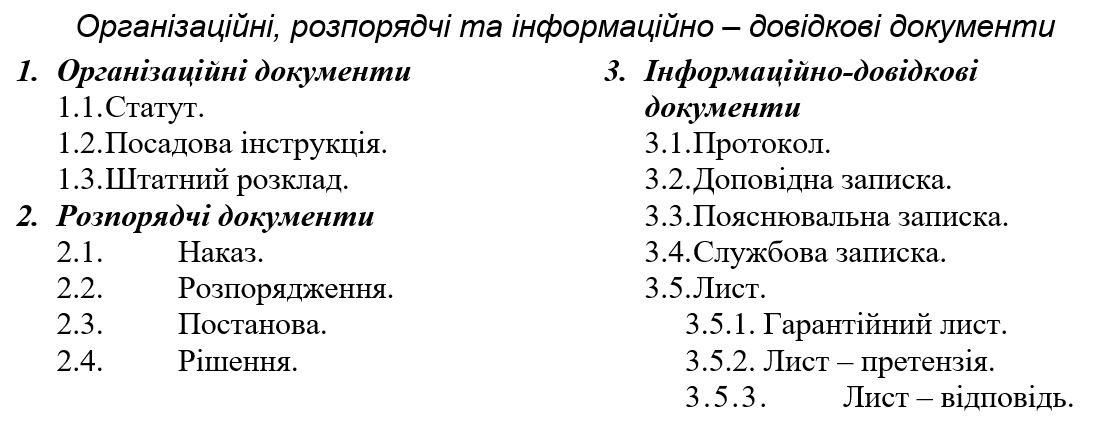 Організаційні, розпорядчі та інформаційно – довідкові документи
1. Організаційні документи
1.1.Статут.
1.2.Посадова інструкція.
1.3.Штатний розклад.
2. Розпорядчі документи
2.1. Наказ.
2.2. Розпорядження.
2.3. Постанова.
2.4. Рішення.
3. Інформаційно-довідкові
документи
3.1.Протокол.
3.2.Доповідна записка.
3.3.Пояснювальна записка.
3.4.Службова записка.
3.5.Лист.
3.5.1. Гарантійний лист.
3.5.2. Лист – претензія.
3.5.3. Лист – відповідь.